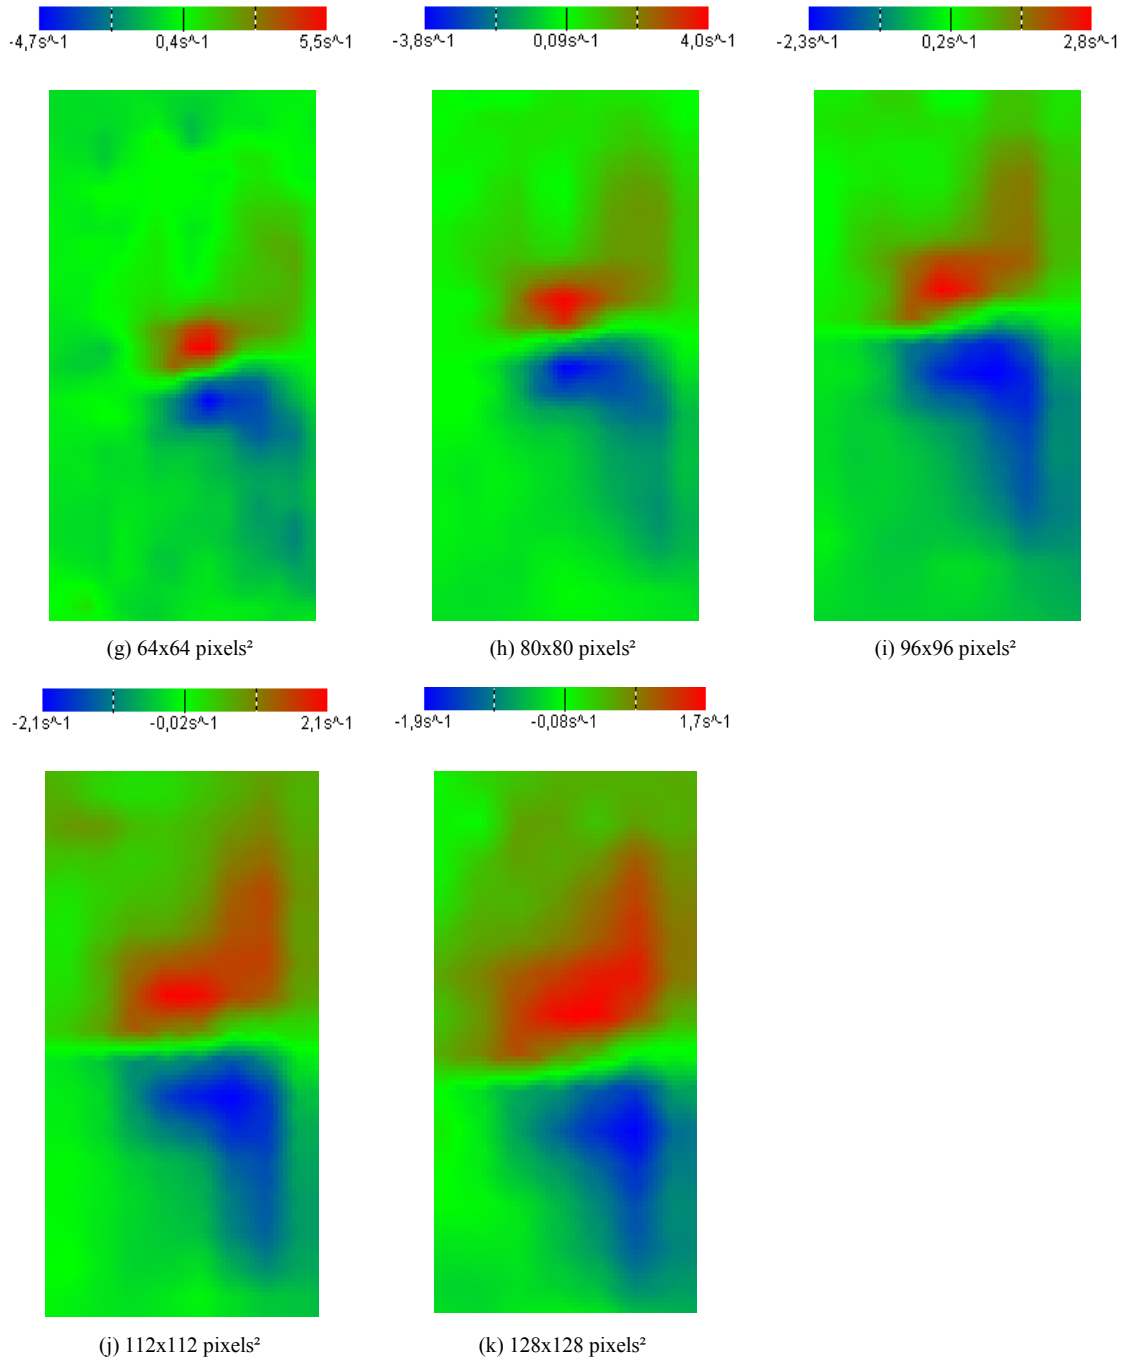 -4,7s^-1 0,4s^-1 5,5s^-1
-3,8s^-1 0,09s^-1 4,0s^-1
-2,3s^-1 0,2s^-1 2,8s^-1
(g) 64x64 pixels²
(h) 80x80 pixels²
(i) 96x96 pixels²
-2,1s^-1 -0,02s^-1 2,1s^-1
-1,9s^-1 -0,08s^-1 1,7s^-1
(j) 112x112 pixels²
(k) 128x128 pixels²